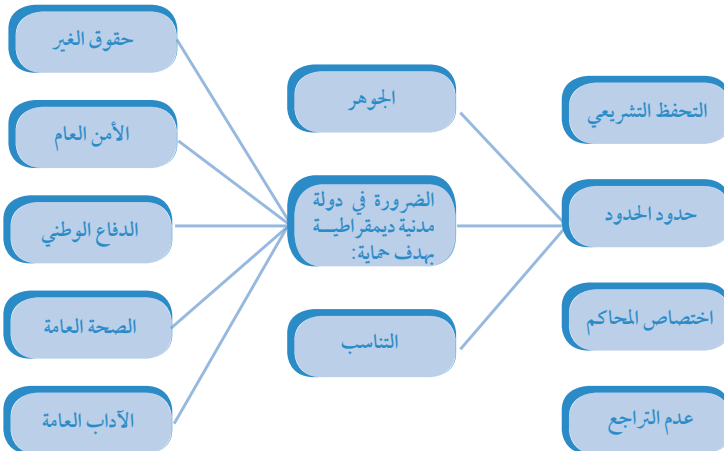 التحفظ التشريعي
حدود الحدود
اختصاص المحاكم
عدم التراجع
الجوهر
الضرورة في دولة
مدنية ديمقراطيـــة
بهدف حماية:
التناسب
حقوق الغير
الأمن العام
الدفاع الوطني
الصحة العامة
الآداب العامة